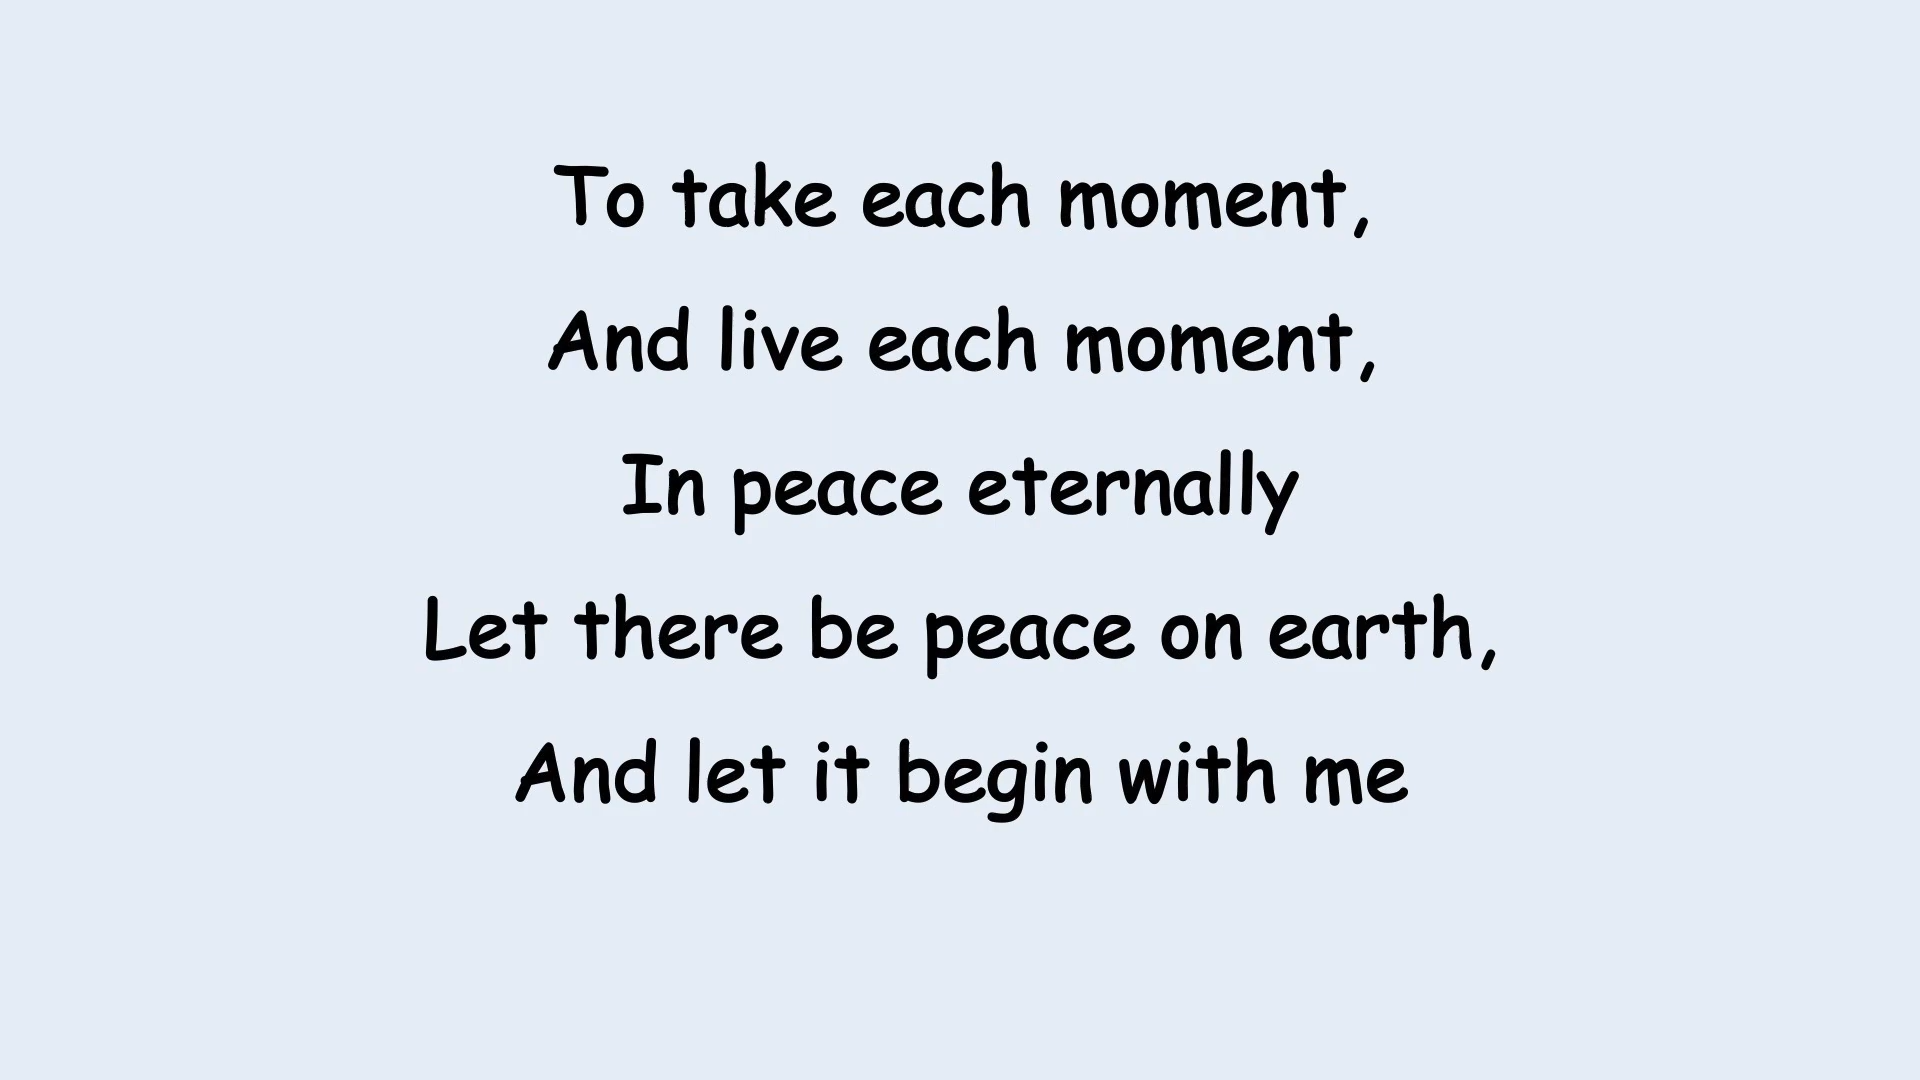 To take each moment,
And live each moment,
In peace eternally
Let there be peace on earth,
And let it begin with me